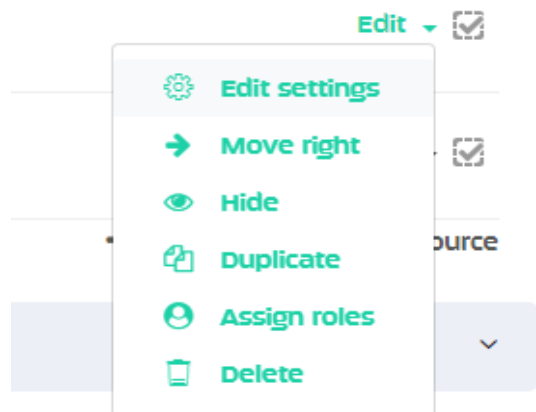 Edit
Edit settings
Move right
Hide
ource
Duplicate
Assign roles
Delete